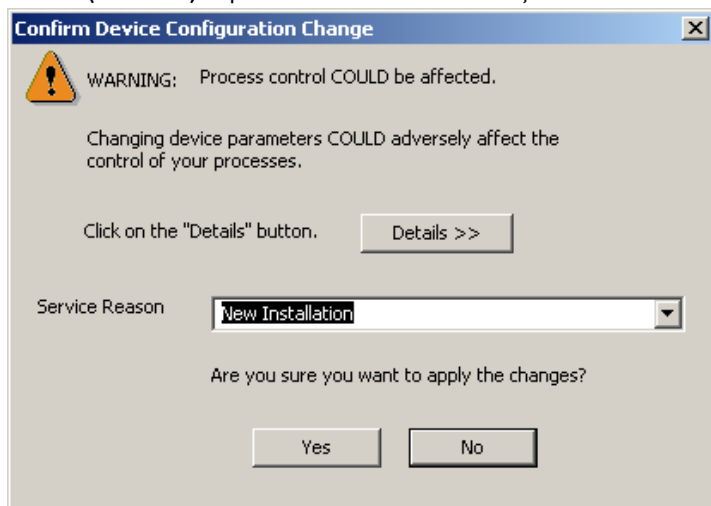 Confirm Device Configuration Change
WARNING: Process control COULD be affected.
Changing device parameters COULD adversely affect the
control of your processes.
Click on the "Details" button. Details >>
Service Reason New Installation
Are you sure you want to apply the changes?
Yes No